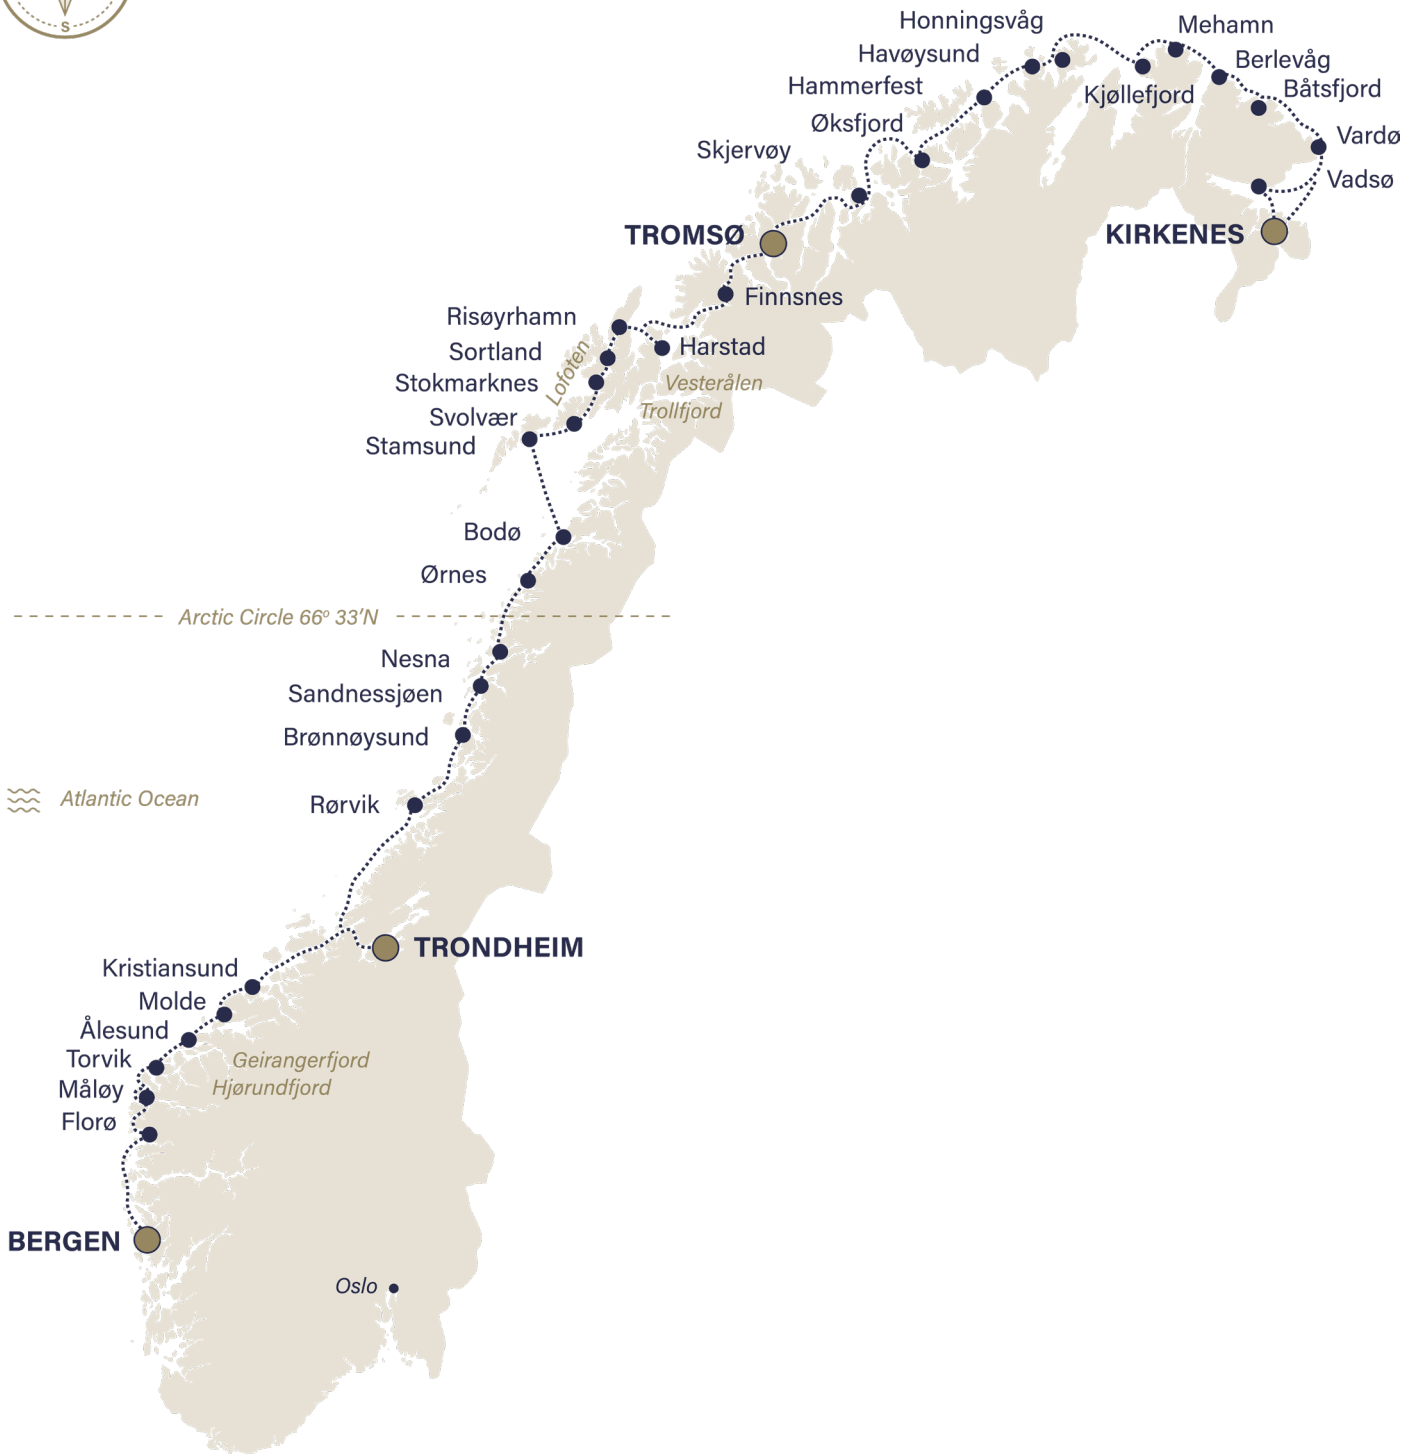 S
Honningsvåg
Mehamn
Havøysund
Berlevåg
Hammerfest
Kjøllefjord
Båtsfjord
Øksfjord
Vardø
Skjervøy
Vadsø
TROMSØ
KIRKENES
Finnsnes
Risøyrhamn
Harstad
Sortland
Lofoten
Stokmarknes
Vesterålen
Trollfjord
Svolvær
Stamsund
Bodø
Ørnes
Arctic Circle 66º 33’N
Nesna
Sandnessjøen
Brønnøysund
Atlantic Ocean
Rørvik
TRONDHEIM
Kristiansund
Molde
Ålesund
Torvik
Geirangerfjord
Måløy
Hjørundfjord
Florø
BERGEN
Oslo